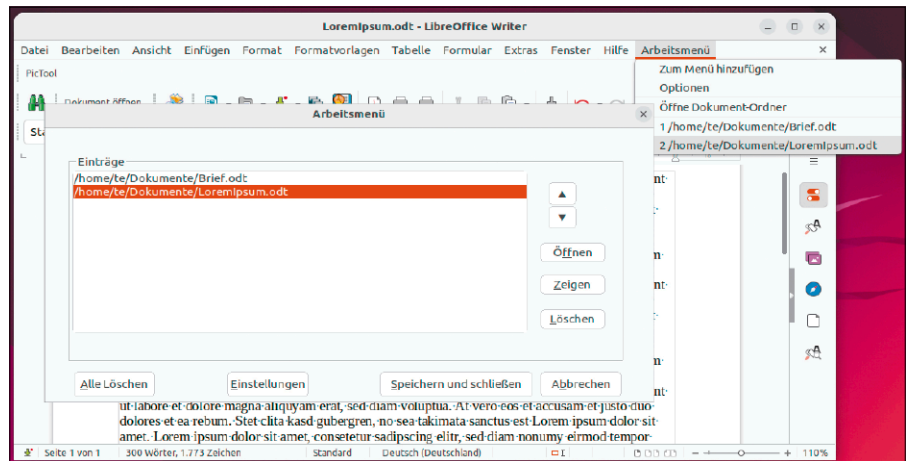 LoremIpsum.odt - LibreOffice Writer
Datei Bearbeiten Ansicht Einfügen Format Formatvorlagen Tabelle Formular Extras Fenster Hilfe Arbeitsmenü
PicTool
Zum Menü hinzufügen
Optionen
Öffne Dokument-Ordner
1 /home/te/Dokumente/Brief.odt
2 /home/te/Dokumente/LoremIpsum.odt
Dokument öffnen
Arbeitsmenü
Sta
Einträge
/home/te/Dokumente/Brief.odt
/home/te/Dokumente/LoremIpsum.odt
Öffnen
Zeigen
Löschen
Alle Löschen Einstellungen Speichern und schließen Abbrechen
ut·labore·et·dolore·magna·aliquyam·erat,·sed·diam·voluptua.·At·vero·eos·et·accusam·et·justo·duo·
dolores·et·ea·rebum.·Stet·clita·kasd·gubergren,·no·sea·takimata·sanctus·est·Lorem·ipsum·dolor·sit·
amet.·Lorem·ipsum·dolor·sit·amet,·consetetur·sadipscing·elitr,·sed·diam·nonumy·eirmod·tempor·
Seite 1 von 1 300 Wörter, 1.773 Zeichen Standard Deutsch (Deutschland) 110%